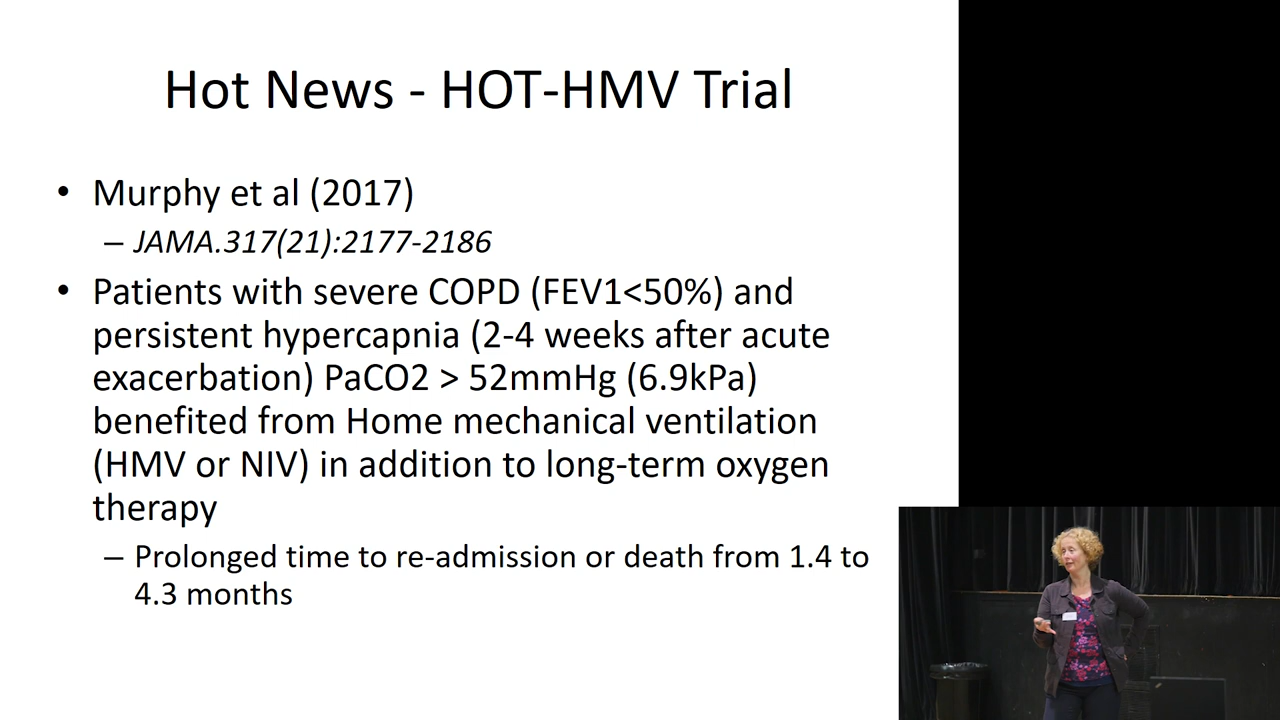 Hot News - HOT-HMV Trial
• Murphy et al (2017)
– JAMA.317(21):2177-2186
• Patients with severe COPD (FEV1<50%) and
persistent hypercapnia (2-4 weeks after acute
exacerbation) PaCO2 > 52mmHg (6.9kPa)
benefited from Home mechanical ventilation
(HMV or NIV) in addition to long-term oxygen
therapy
– Prolonged time to re-admission or death from 1.4 to
4.3 months